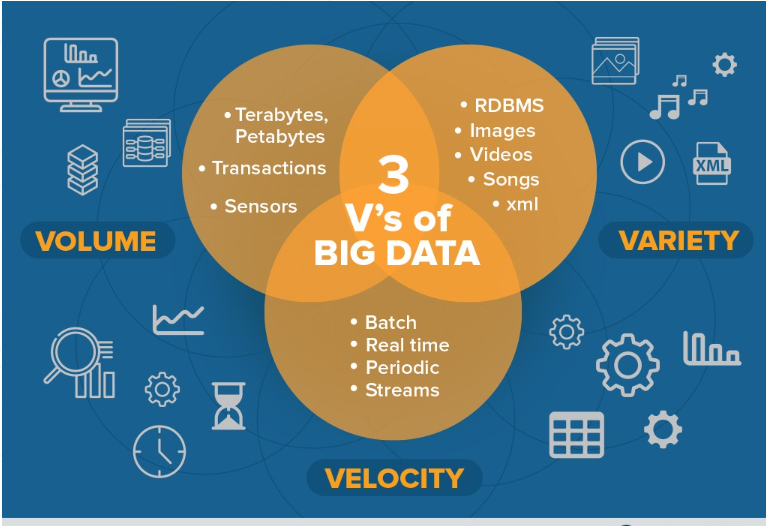 • Terabytes,
Petabytes
• Transactions
• Sensors
• RDBMS
• Images
• Videos
• Songs
• xml
XML
3
V's of
BIG DATA
VOLUME
VARIETY
• Batch
• Real time
• Periodic
• Streams
VELOCITY